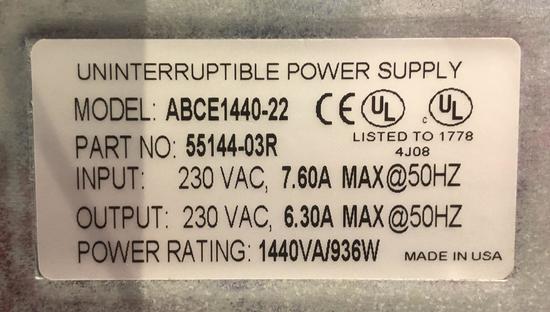 UNINTERRUPTIBLE POWER SUPPLY
MODEL: ABCE1440-22 CE UL c UL
PART NO: 55144-03R LISTED TO 1778
4J08
INPUT: 230 VAC, 7.60A MAX@50HZ
OUTPUT: 230 VAC, 6.30A MAX@50HZ
POWER RATING: 1440VA/936W MADE IN USA